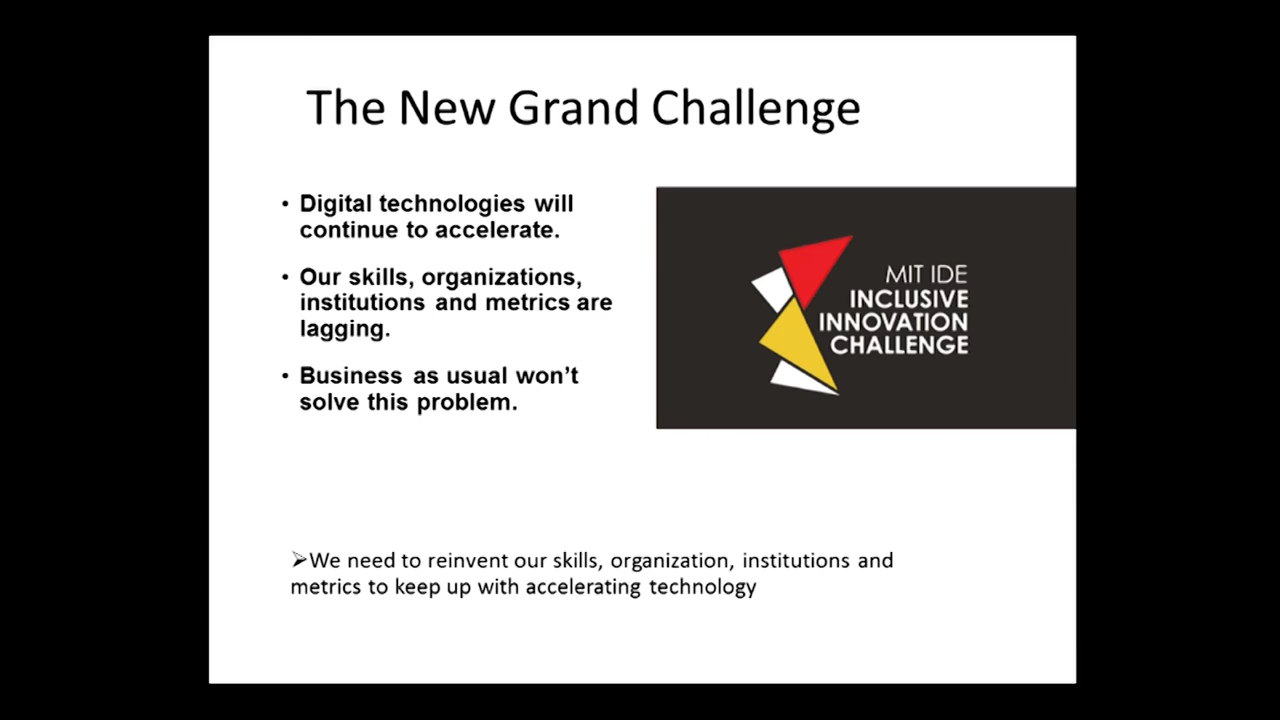 The New Grand Challenge
• Digital technologies will
continue to accelerate.
• Our skills, organizations,
institutions and metrics are
lagging.
• Business as usual won’t
solve this problem.
MIT IDE
INCLUSIVE
INNOVATION
CHALLENGE
➢We need to reinvent our skills, organization, institutions and
metrics to keep up with accelerating technology